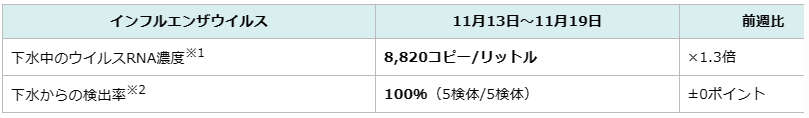 インフルエンザウイルス 11月13日～11月19日 前週比
下水中のウイルスRNA濃度※1 8,820コピー/リットル ×1.3倍
下水からの検出率※2 100%（5検体/5検体） ±0ポイント